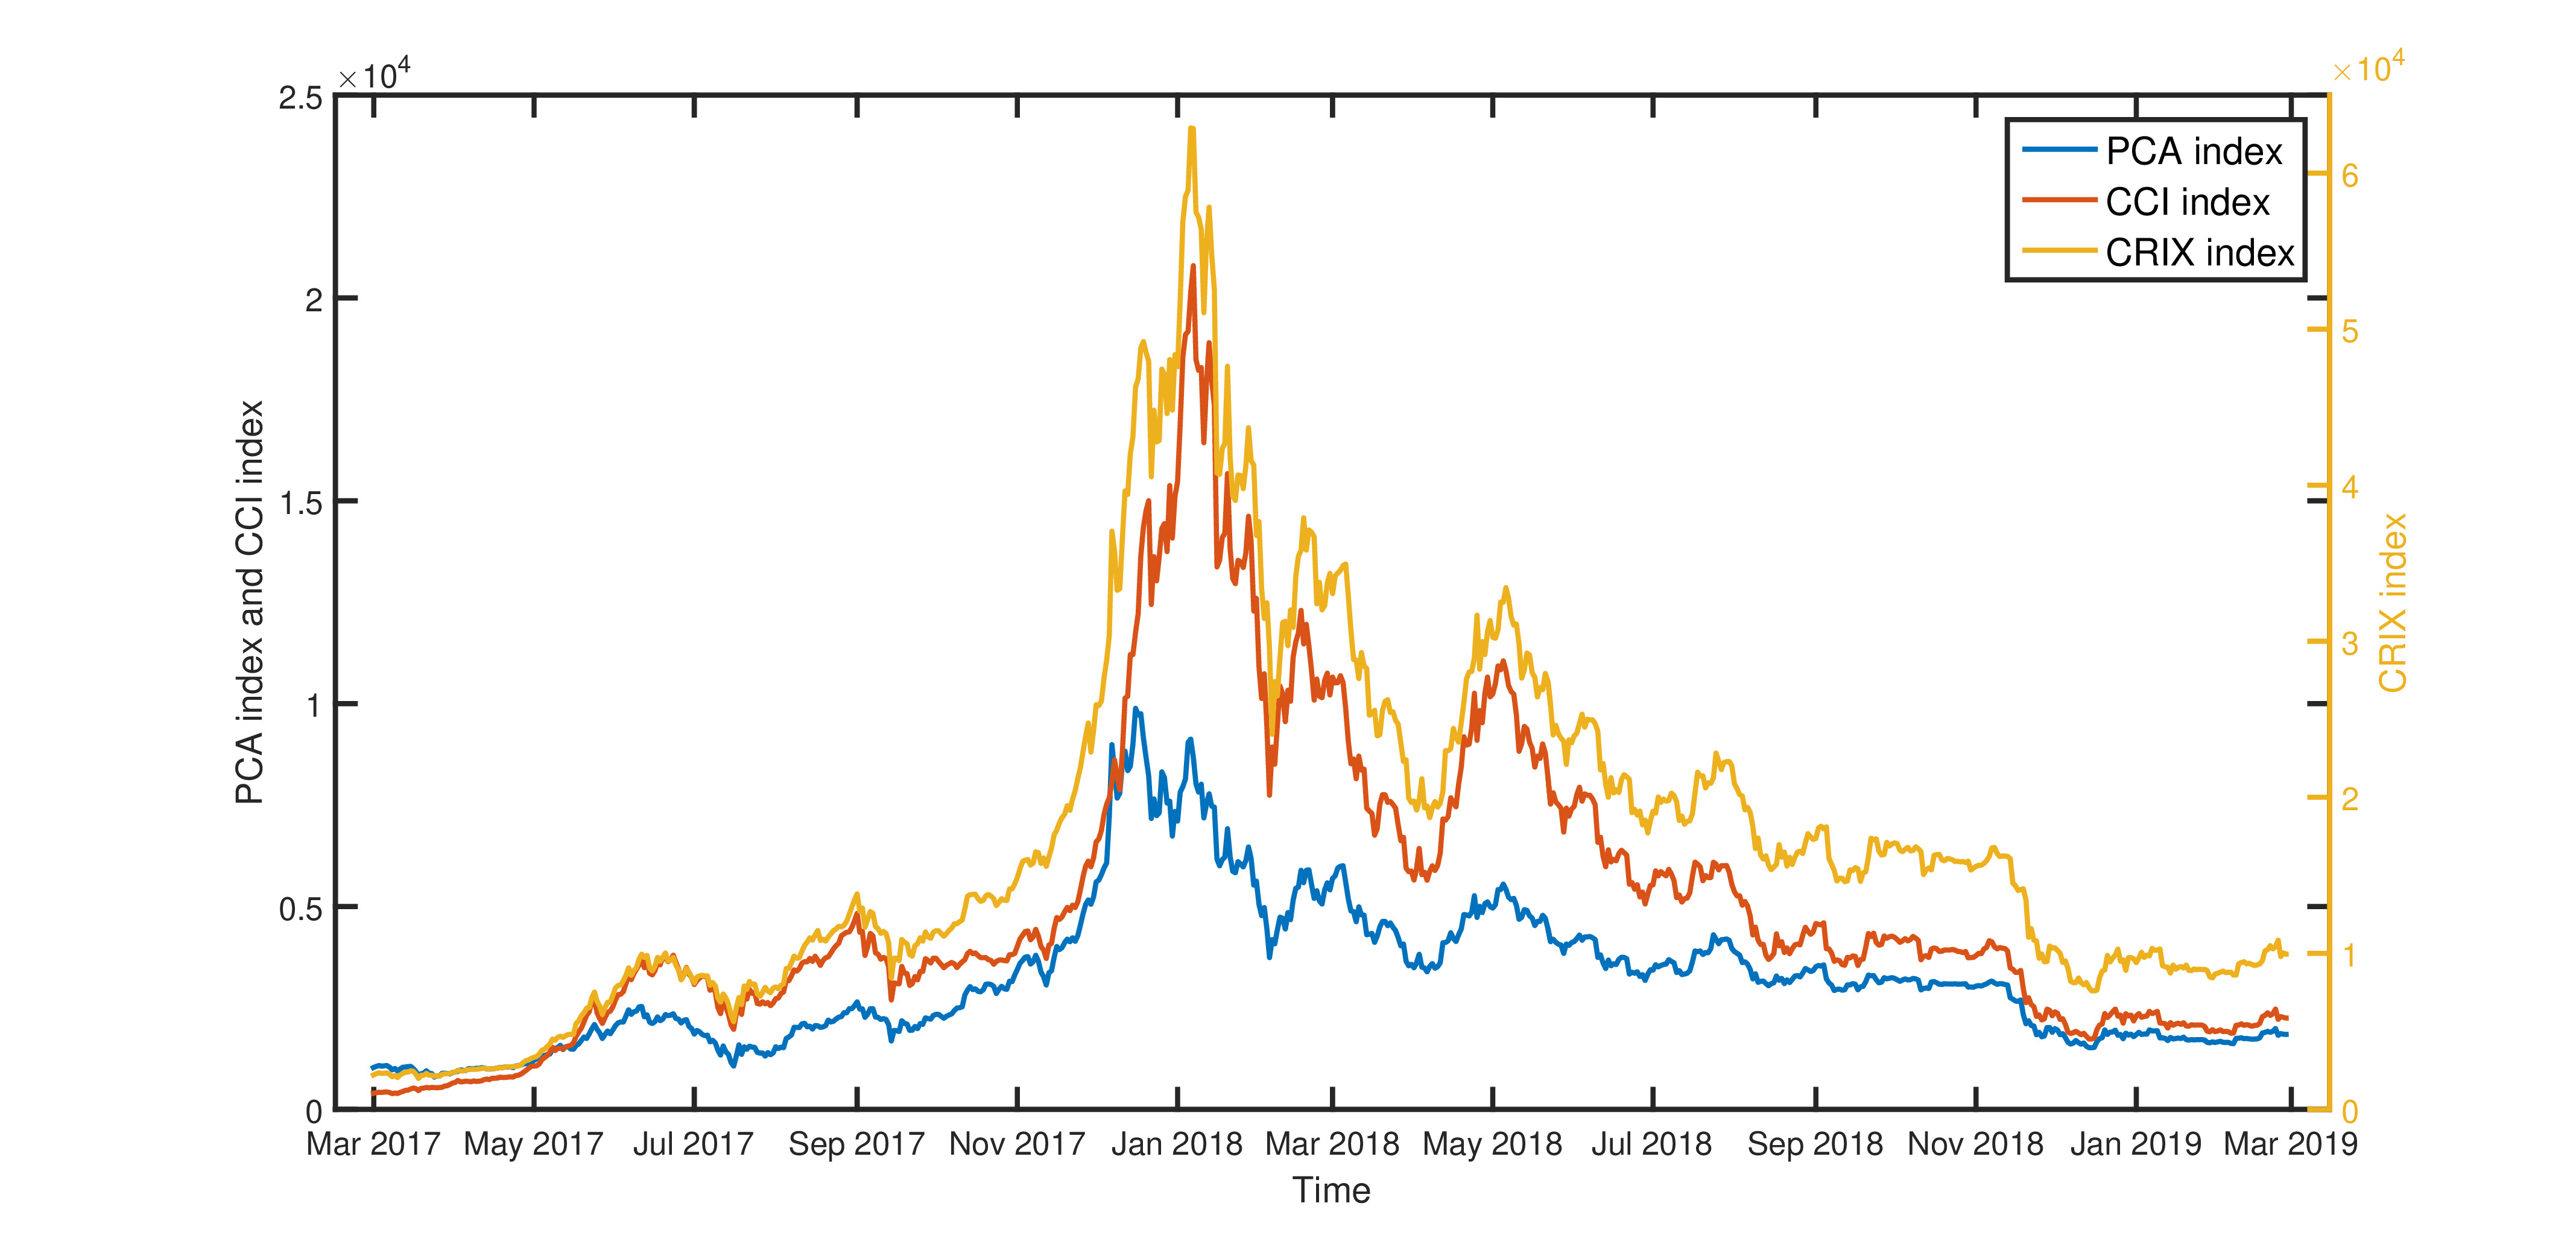 ×10⁴
×10⁴
2.5
2
1.5
1
0.5
0
PCA index and CCI index
PCA index
CCI index
CRIX index
6
5
4
3
2
1
0
CRIX index
Mar 2017 May 2017 Jul 2017 Sep 2017 Nov 2017 Jan 2018 Mar 2018 May 2018 Jul 2018 Sep 2018 Nov 2018 Jan 2019 Mar 2019
Time